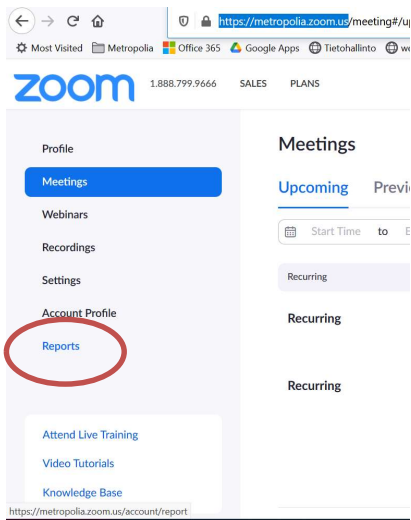 https://metropolia.zoom.us/meeting#/up
Most Visited Metropolia Office 365 Google Apps Tietohallinto
zoom 1.888.799.9666 SALES PLANS
Profile
Meetings
Webinars
Recordings
Settings
Account Profile
Reports
Attend Live Training
Video Tutorials
Knowledge Base
https://metropolia.zoom.us/account/report
Meetings
Upcoming
Start Time to
Recurring
Recurring
Recurring